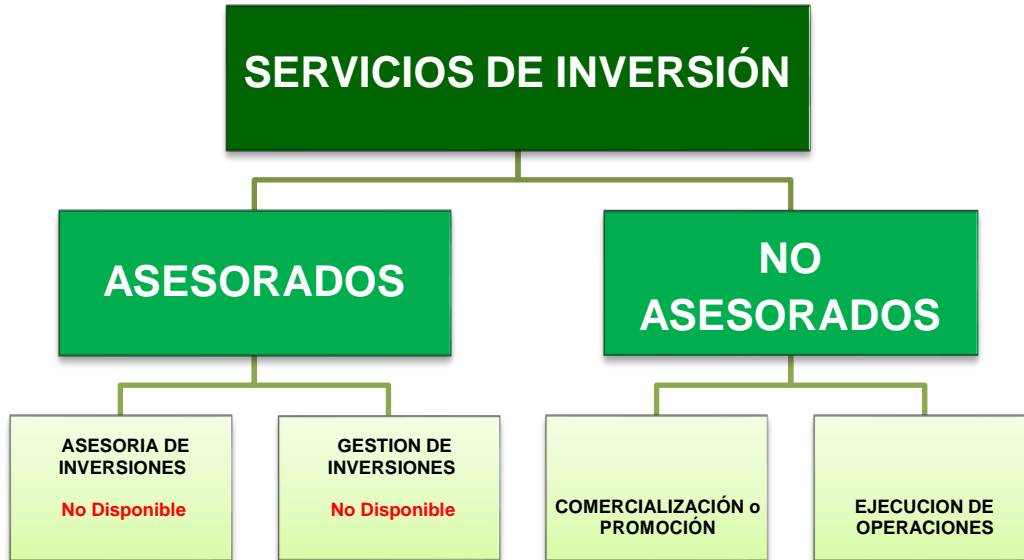 SERVICIOS DE INVERSIÓN
ASESORADOS
NO
ASESORADOS
ASESORIA DE
INVERSIONES
No Disponible
GESTION DE
INVERSIONES
No Disponible
COMERCIALIZACIÓN o
PROMOCIÓN
EJECUCION DE
OPERACIONES